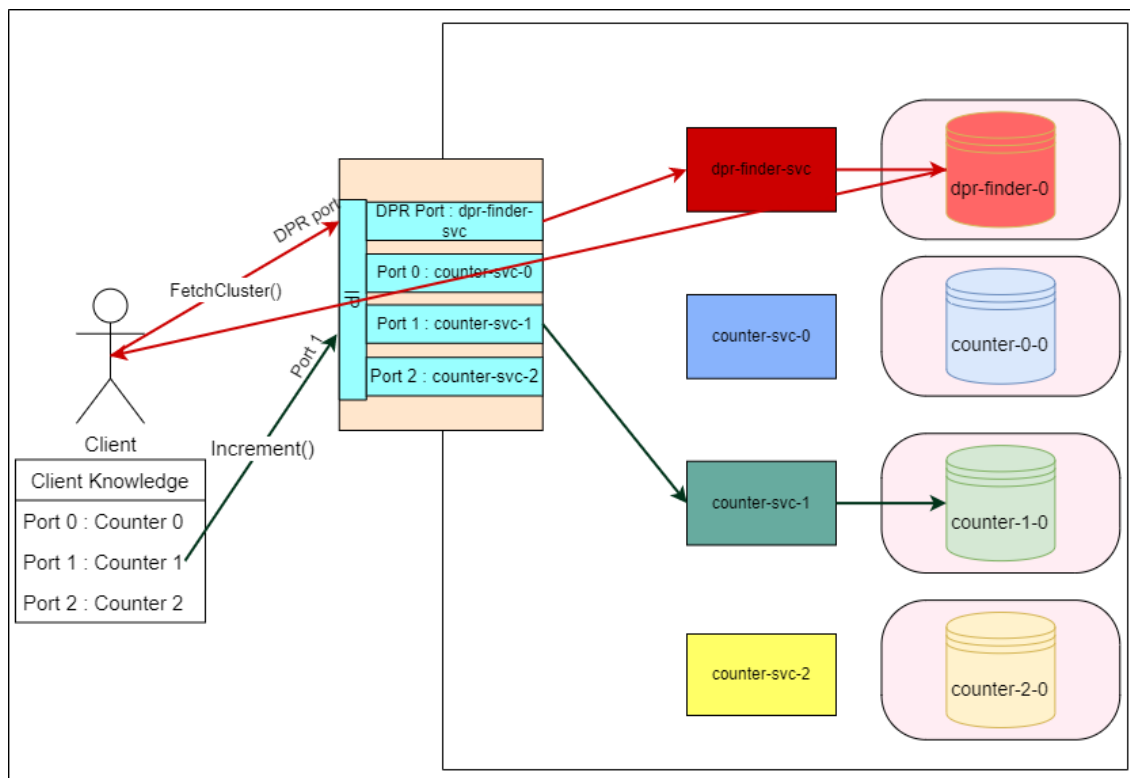 dpr-finder-svc
dpr-finder-0
DPR port
DPR Port : dpr-finder-
svc
FetchCluster()
Port 0 : counter-svc-0
IP
Port 1 : counter-svc-1
Port 1
Port 2 : counter-svc-2
counter-svc-0
counter-0-0
Client
Increment()
Client Knowledge
Port 0 : Counter 0
Port 1 : Counter 1
Port 2 : Counter 2
counter-svc-1
counter-1-0
counter-svc-2
counter-2-0